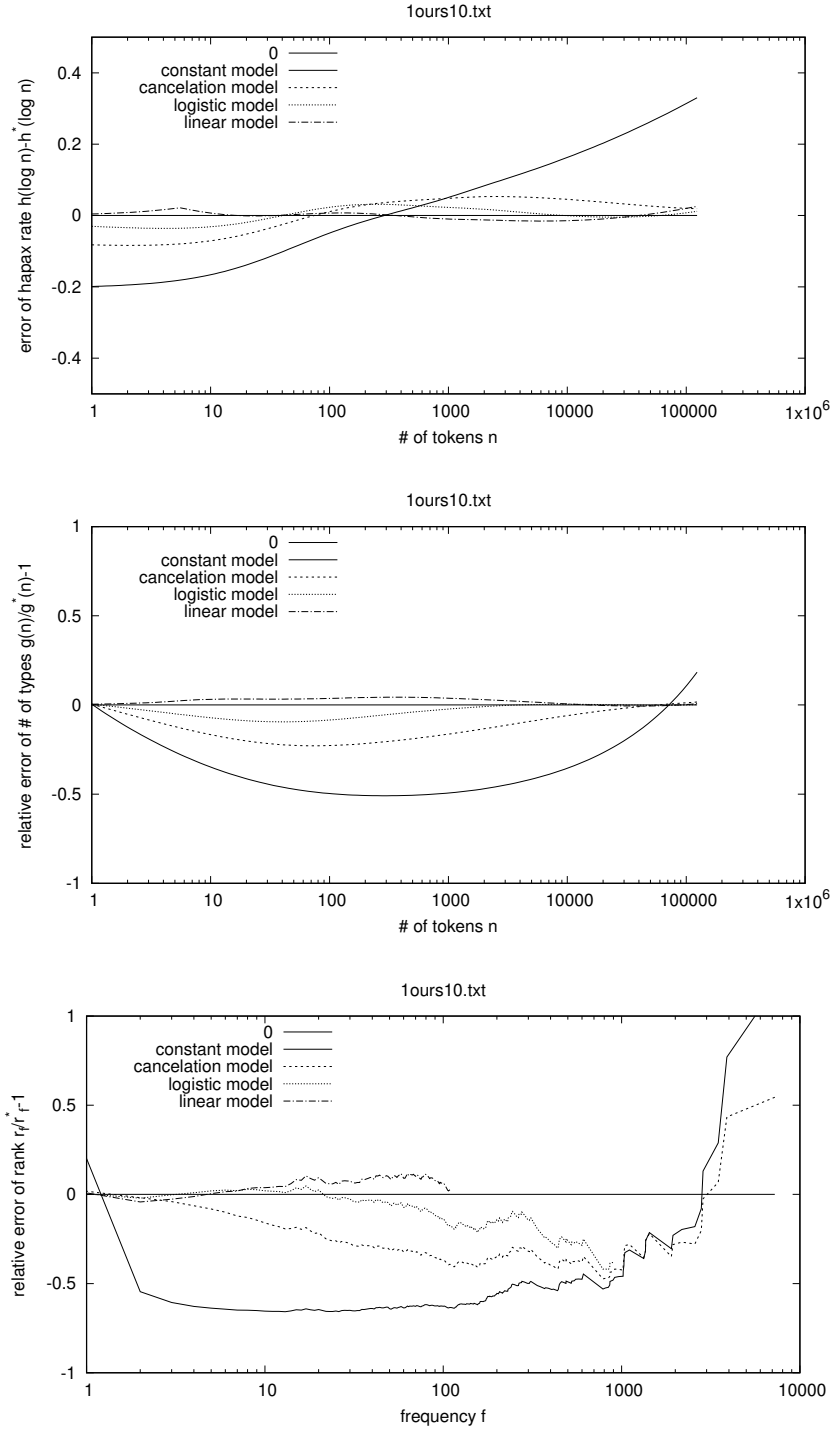 1ours10.txt
0
constant model
cancelation model
logistic model
linear model
error of hapax rate h(log n)-h*(log n)
0.4
0.2
0
-0.2
-0.4
1 10 100 1000 10000 100000 1x10^6
# of tokens n
1ours10.txt
0
constant model
cancelation model
logistic model
linear model
relative error of # of types g(n)/g*(n)-1
1
0.5
0
-0.5
-1
1 10 100 1000 10000 100000 1x10^6
# of tokens n
1ours10.txt
0
constant model
cancelation model
logistic model
linear model
relative error of rank r_f/r*_f-1
1
0.5
0
-0.5
-1
1 10 100 1000 10000
frequency f